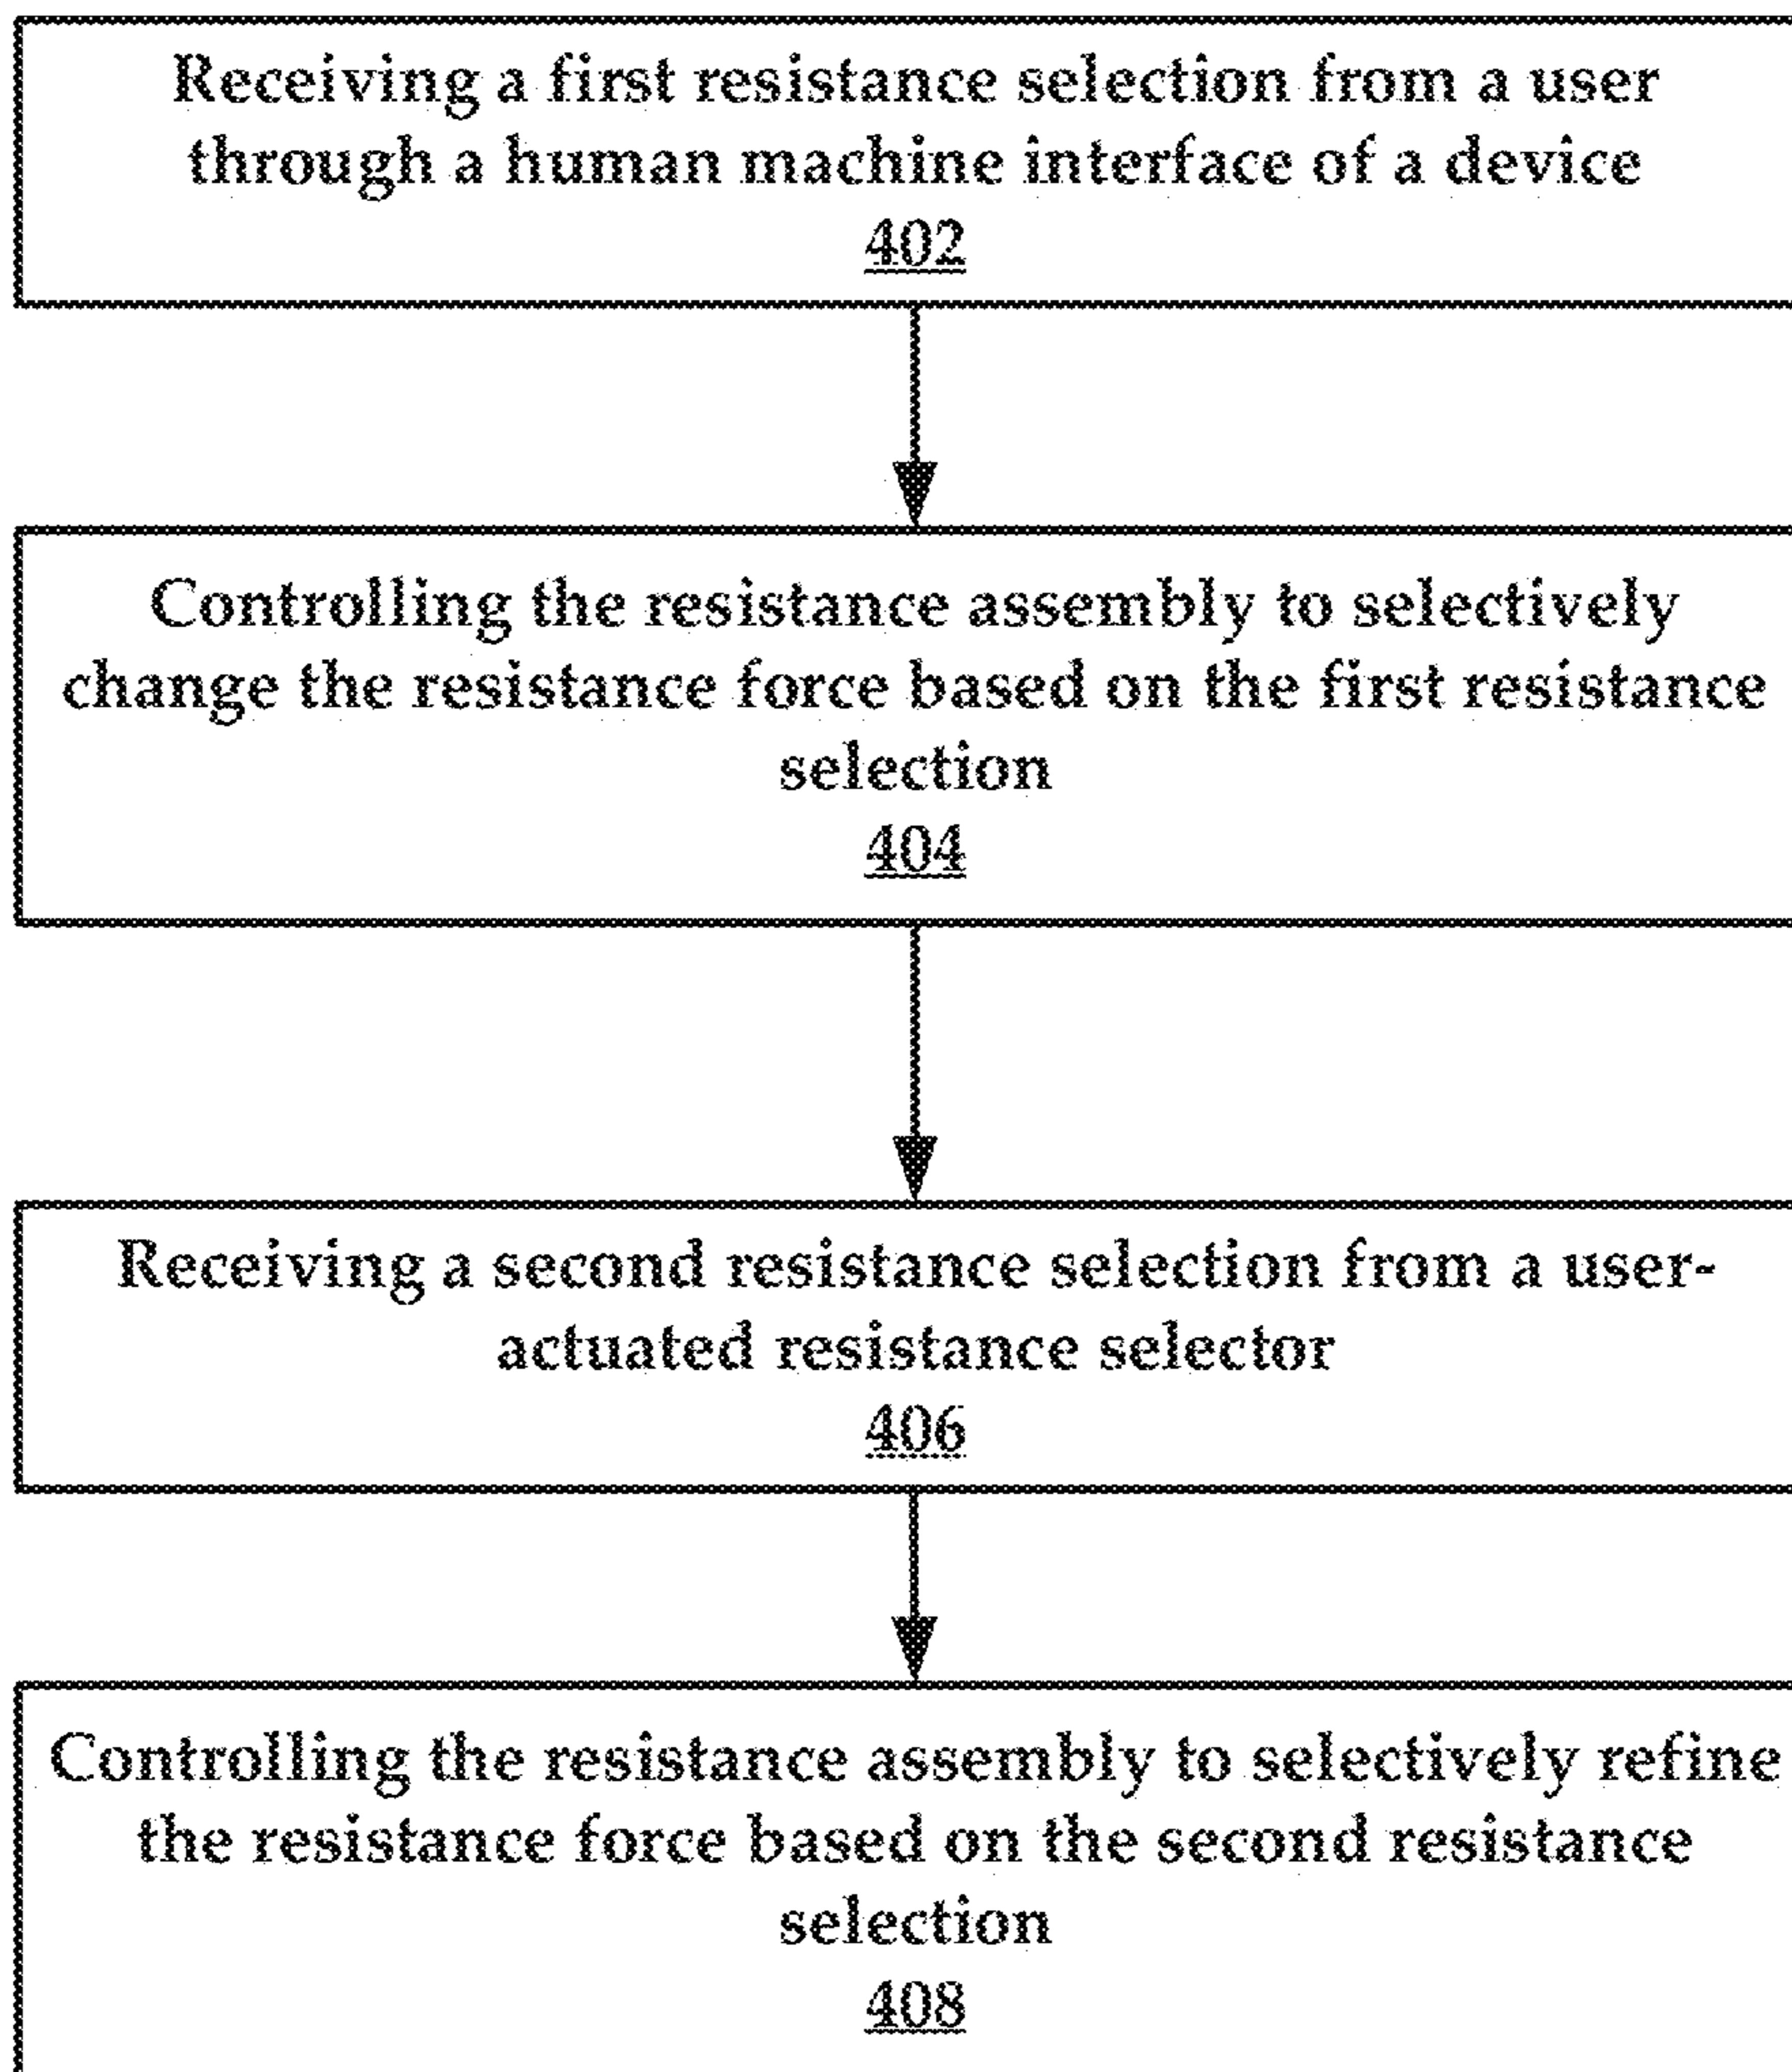 Receiving a first resistance selection from a user
through a human machine interface of a device
402
Controlling the resistance assembly to selectively
change the resistance force based on the first resistance
selection
404
Receiving a second resistance selection from a user-
actuated resistance selector
406
Controlling the resistance assembly to selectively refine
the resistance force based on the second resistance
selection
408